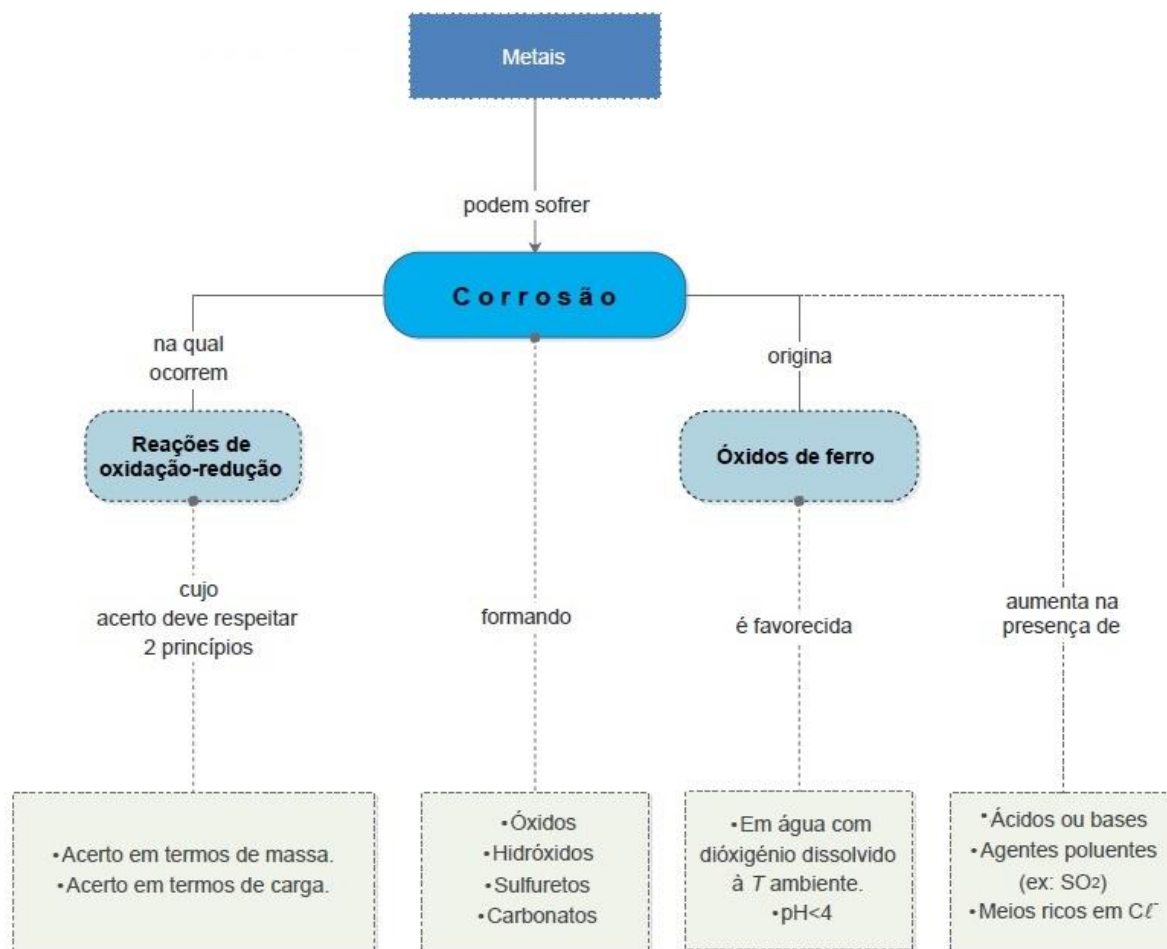 Metais
podem sofrer
Corrosão
na qual
ocorrem
Reações de
oxidação-redução
cujo
acerto deve respeitar
2 princípios
•Acerto em termos de massa.
•Acerto em termos de carga.
formando
•Óxidos
•Hidróxidos
•Sulfuretos
•Carbonatos
origina
Óxidos de ferro
é favorecida
•Em água com
dióxigénio dissolvido
à T ambiente.
•pH<4
aumenta na
presença de
•Ácidos ou bases
•Agentes poluentes
(ex: SO2)
•Meios ricos em Cℓ⁻